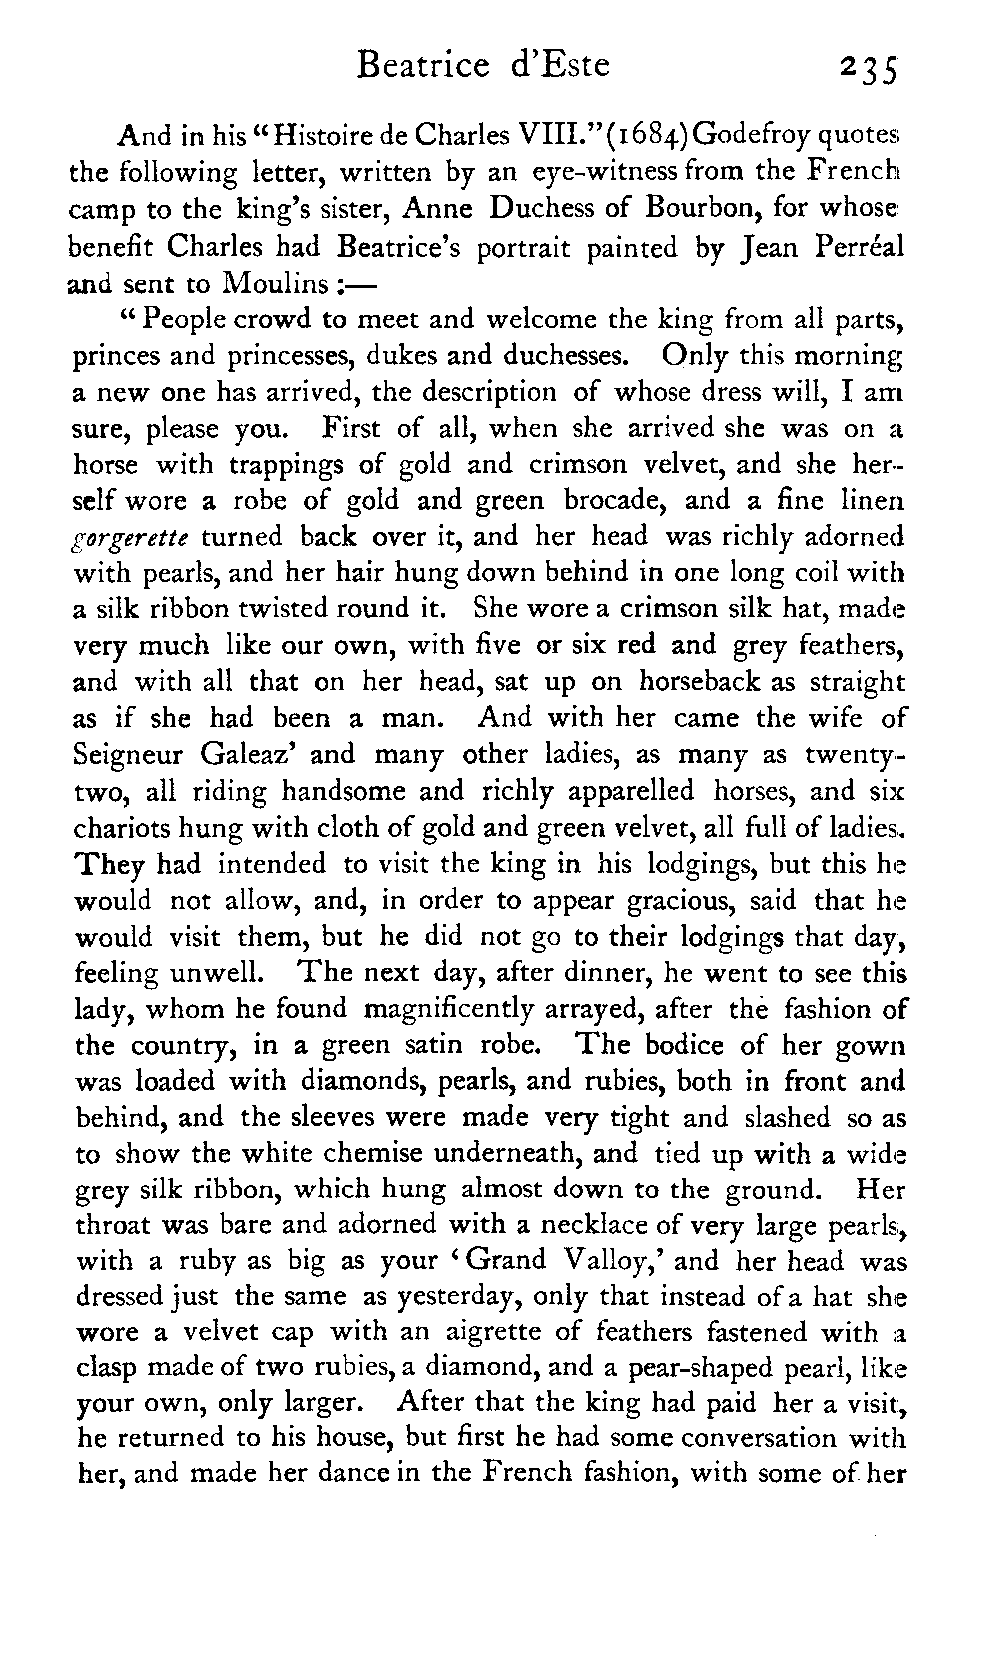 Beatrice d'Este 235
And in his "Histoire de Charles VIII." (1684) Godefroy quotes
the following letter, written by an eye-witness from the French
camp to the king's sister, Anne Duchess of Bourbon, for whose
benefit Charles had Beatrice's portrait painted by Jean Perréal
and sent to Moulins :—
"People crowd to meet and welcome the king from all parts,
princes and princesses, dukes and duchesses. Only this morning
a new one has arrived, the description of whose dress will, I am
sure, please you. First of all, when she arrived she was on a
horse with trappings of gold and crimson velvet, and she her-
self wore a robe of gold and green brocade, and a fine linen
gorgerette turned back over it, and her head was richly adorned
with pearls, and her hair hung down behind in one long coil with
a silk ribbon twisted round it. She wore a crimson silk hat, made
very much like our own, with five or six red and grey feathers,
and with all that on her head, sat up on horseback as straight
as if she had been a man. And with her came the wife of
Seigneur Galeaz' and many other ladies, as many as twenty-
two, all riding handsome and richly apparelled horses, and six
chariots hung with cloth of gold and green velvet, all full of ladies.
They had intended to visit the king in his lodgings, but this he
would not allow, and, in order to appear gracious, said that he
would visit them, but he did not go to their lodgings that day,
feeling unwell. The next day, after dinner, he went to see this
lady, whom he found magnificently arrayed, after the fashion of
the country, in a green satin robe. The bodice of her gown
was loaded with diamonds, pearls, and rubies, both in front and
behind, and the sleeves were made very tight and slashed so as
to show the white chemise underneath, and tied up with a wide
grey silk ribbon, which hung almost down to the ground. Her
throat was bare and adorned with a necklace of very large pearls,
with a ruby as big as your 'Grand Valloy,' and her head was
dressed just the same as yesterday, only that instead of a hat she
wore a velvet cap with an aigrette of feathers fastened with a
clasp made of two rubies, a diamond, and a pear-shaped pearl, like
your own, only larger. After that the king had paid her a visit,
he returned to his house, but first he had some conversation with
her, and made her dance in the French fashion, with some of her